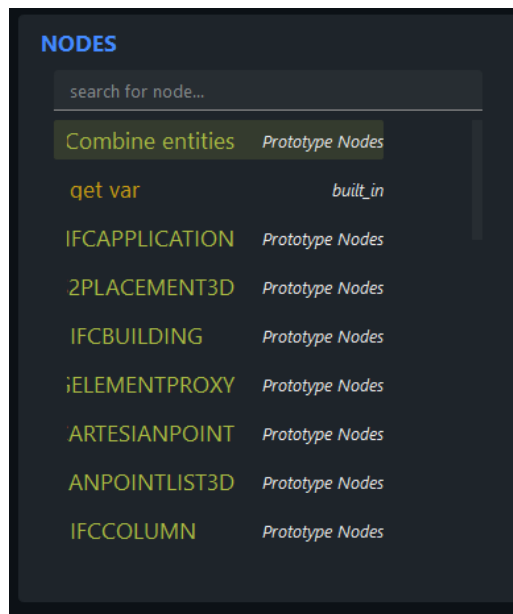 NODES
search for node...
Combine entities Prototype Nodes
get var built_in
IFCAPPLICATION Prototype Nodes
2PLACEMENT3D Prototype Nodes
IFCBUILDING Prototype Nodes
GELEMENTPROXY Prototype Nodes
ARTESIANPOINT Prototype Nodes
ANPOINTLIST3D Prototype Nodes
IFCCOLUMN Prototype Nodes